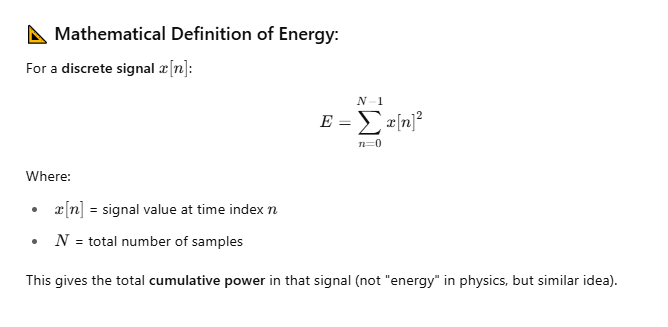 📐 Mathematical Definition of Energy:
For a discrete signal x[n]:
E = ∑_{n=0}^{N−1} x[n]²
Where:
• x[n] = signal value at time index n
• N = total number of samples
This gives the total cumulative power in that signal (not "energy" in physics, but similar idea).